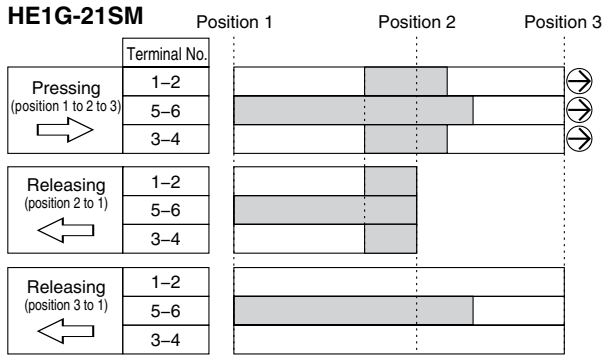 HE1G-21SM
Position 1 Position 2 Position 3
Terminal No.
Pressing
(position 1 to 2 to 3)
1–2
5–6
3–4
Releasing
(position 2 to 1)
1–2
5–6
3–4
Releasing
(position 3 to 1)
1–2
5–6
3–4